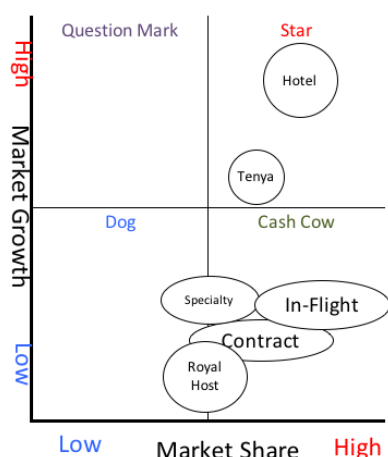 Question Mark
Star
High
Hotel
Market Growth
Tenya
Dog
Cash Cow
Specialty
In-Flight
Contract
Royal
Host
Low
Low
Market Share
High